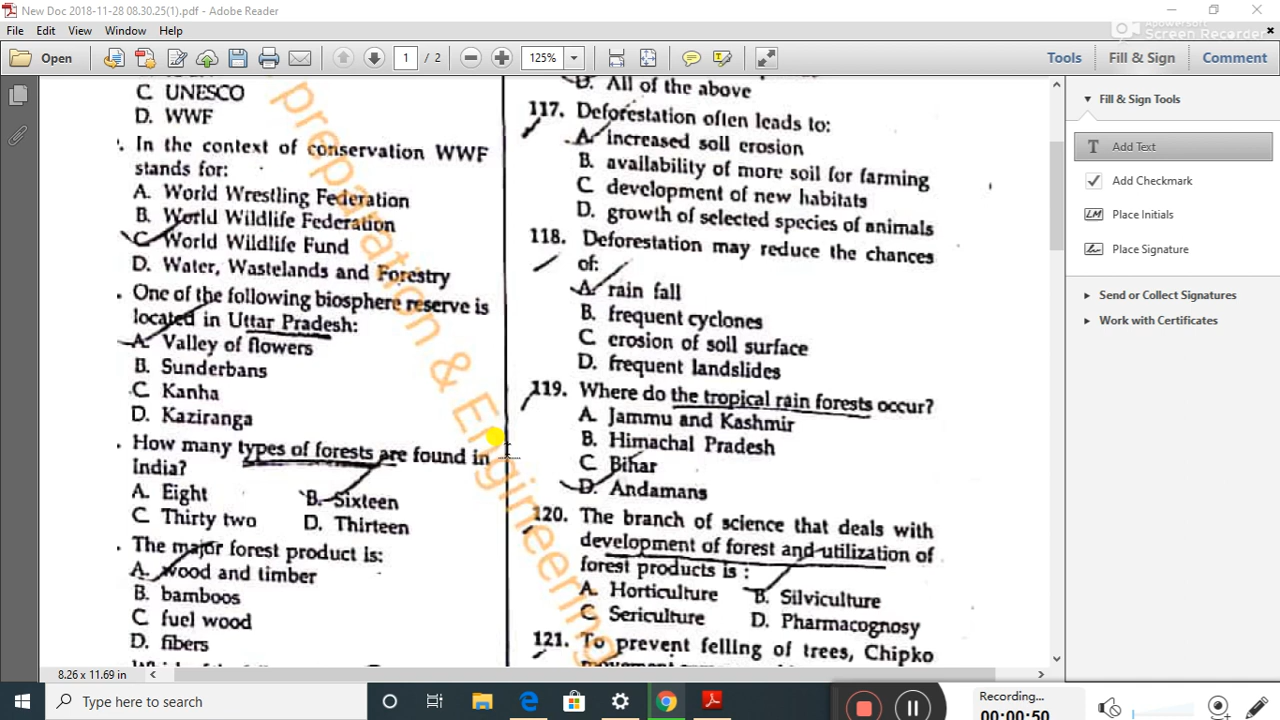 New Doc 2018-11-28 08.30.25(1).pdf - Adobe Reader
Apowersoft
Screen Recorder
File Edit View Window Help
Open 1 / 2 125% Tools Fill & Sign Comment
C. UNESCO
D. WWF
. In the context of conservation WWF
stands for:
A. World Wrestling Federation
B. World Wildlife Federation
C. World Wildlife Fund
D. Water, Wastelands and Forestry
. One of the following biosphere reserve is
located in Uttar Pradesh:
A. Valley of flowers
B. Sunderbans
C. Kanha
D. Kaziranga
. How many types of forests are found in
India?
A. Eight B. Sixteen
C. Thirty two D. Thirteen
. The major forest product is:
A. wood and timber
B. bamboos
C. fuel wood
D. fibers
D. All of the above
117. Deforestation often leads to:
A. increased soil erosion
B. availability of more soil for farming
C. development of new habitats
D. growth of selected species of animals
118. Deforestation may reduce the chances
of:
A. rain fall
B. frequent cyclones
C. erosion of soil surface
D. frequent landslides
119. Where do the tropical rain forests occur?
A. Jammu and Kashmir
B. Himachal Pradesh
C. Bihar
D. Andamans
120. The branch of science that deals with
development of forest and utilization of
forest products is :
A. Horticulture B. Silviculture
C. Sericulture D. Pharmacognosy
121. To prevent felling of trees, Chipko
preparation & Engineering
Fill & Sign Tools
T Add Text
Add Checkmark
LM Place Initials
Place Signature
Send or Collect Signatures
Work with Certificates
8.26 x 11.69 in
Type here to search
Recording...
00:00:50